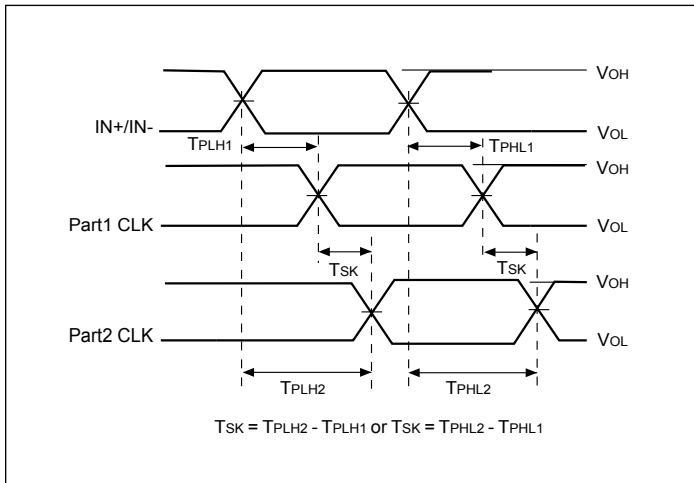 VOH
IN+/IN-
VOL
TPLH1
TPHL1
VOH
Part1 CLK
VOL
TSK
TSK
VOH
Part2 CLK
VOL
TPLH2
TPHL2
TSK = TPLH2 - TPLH1 or TSK = TPHL2 - TPHL1